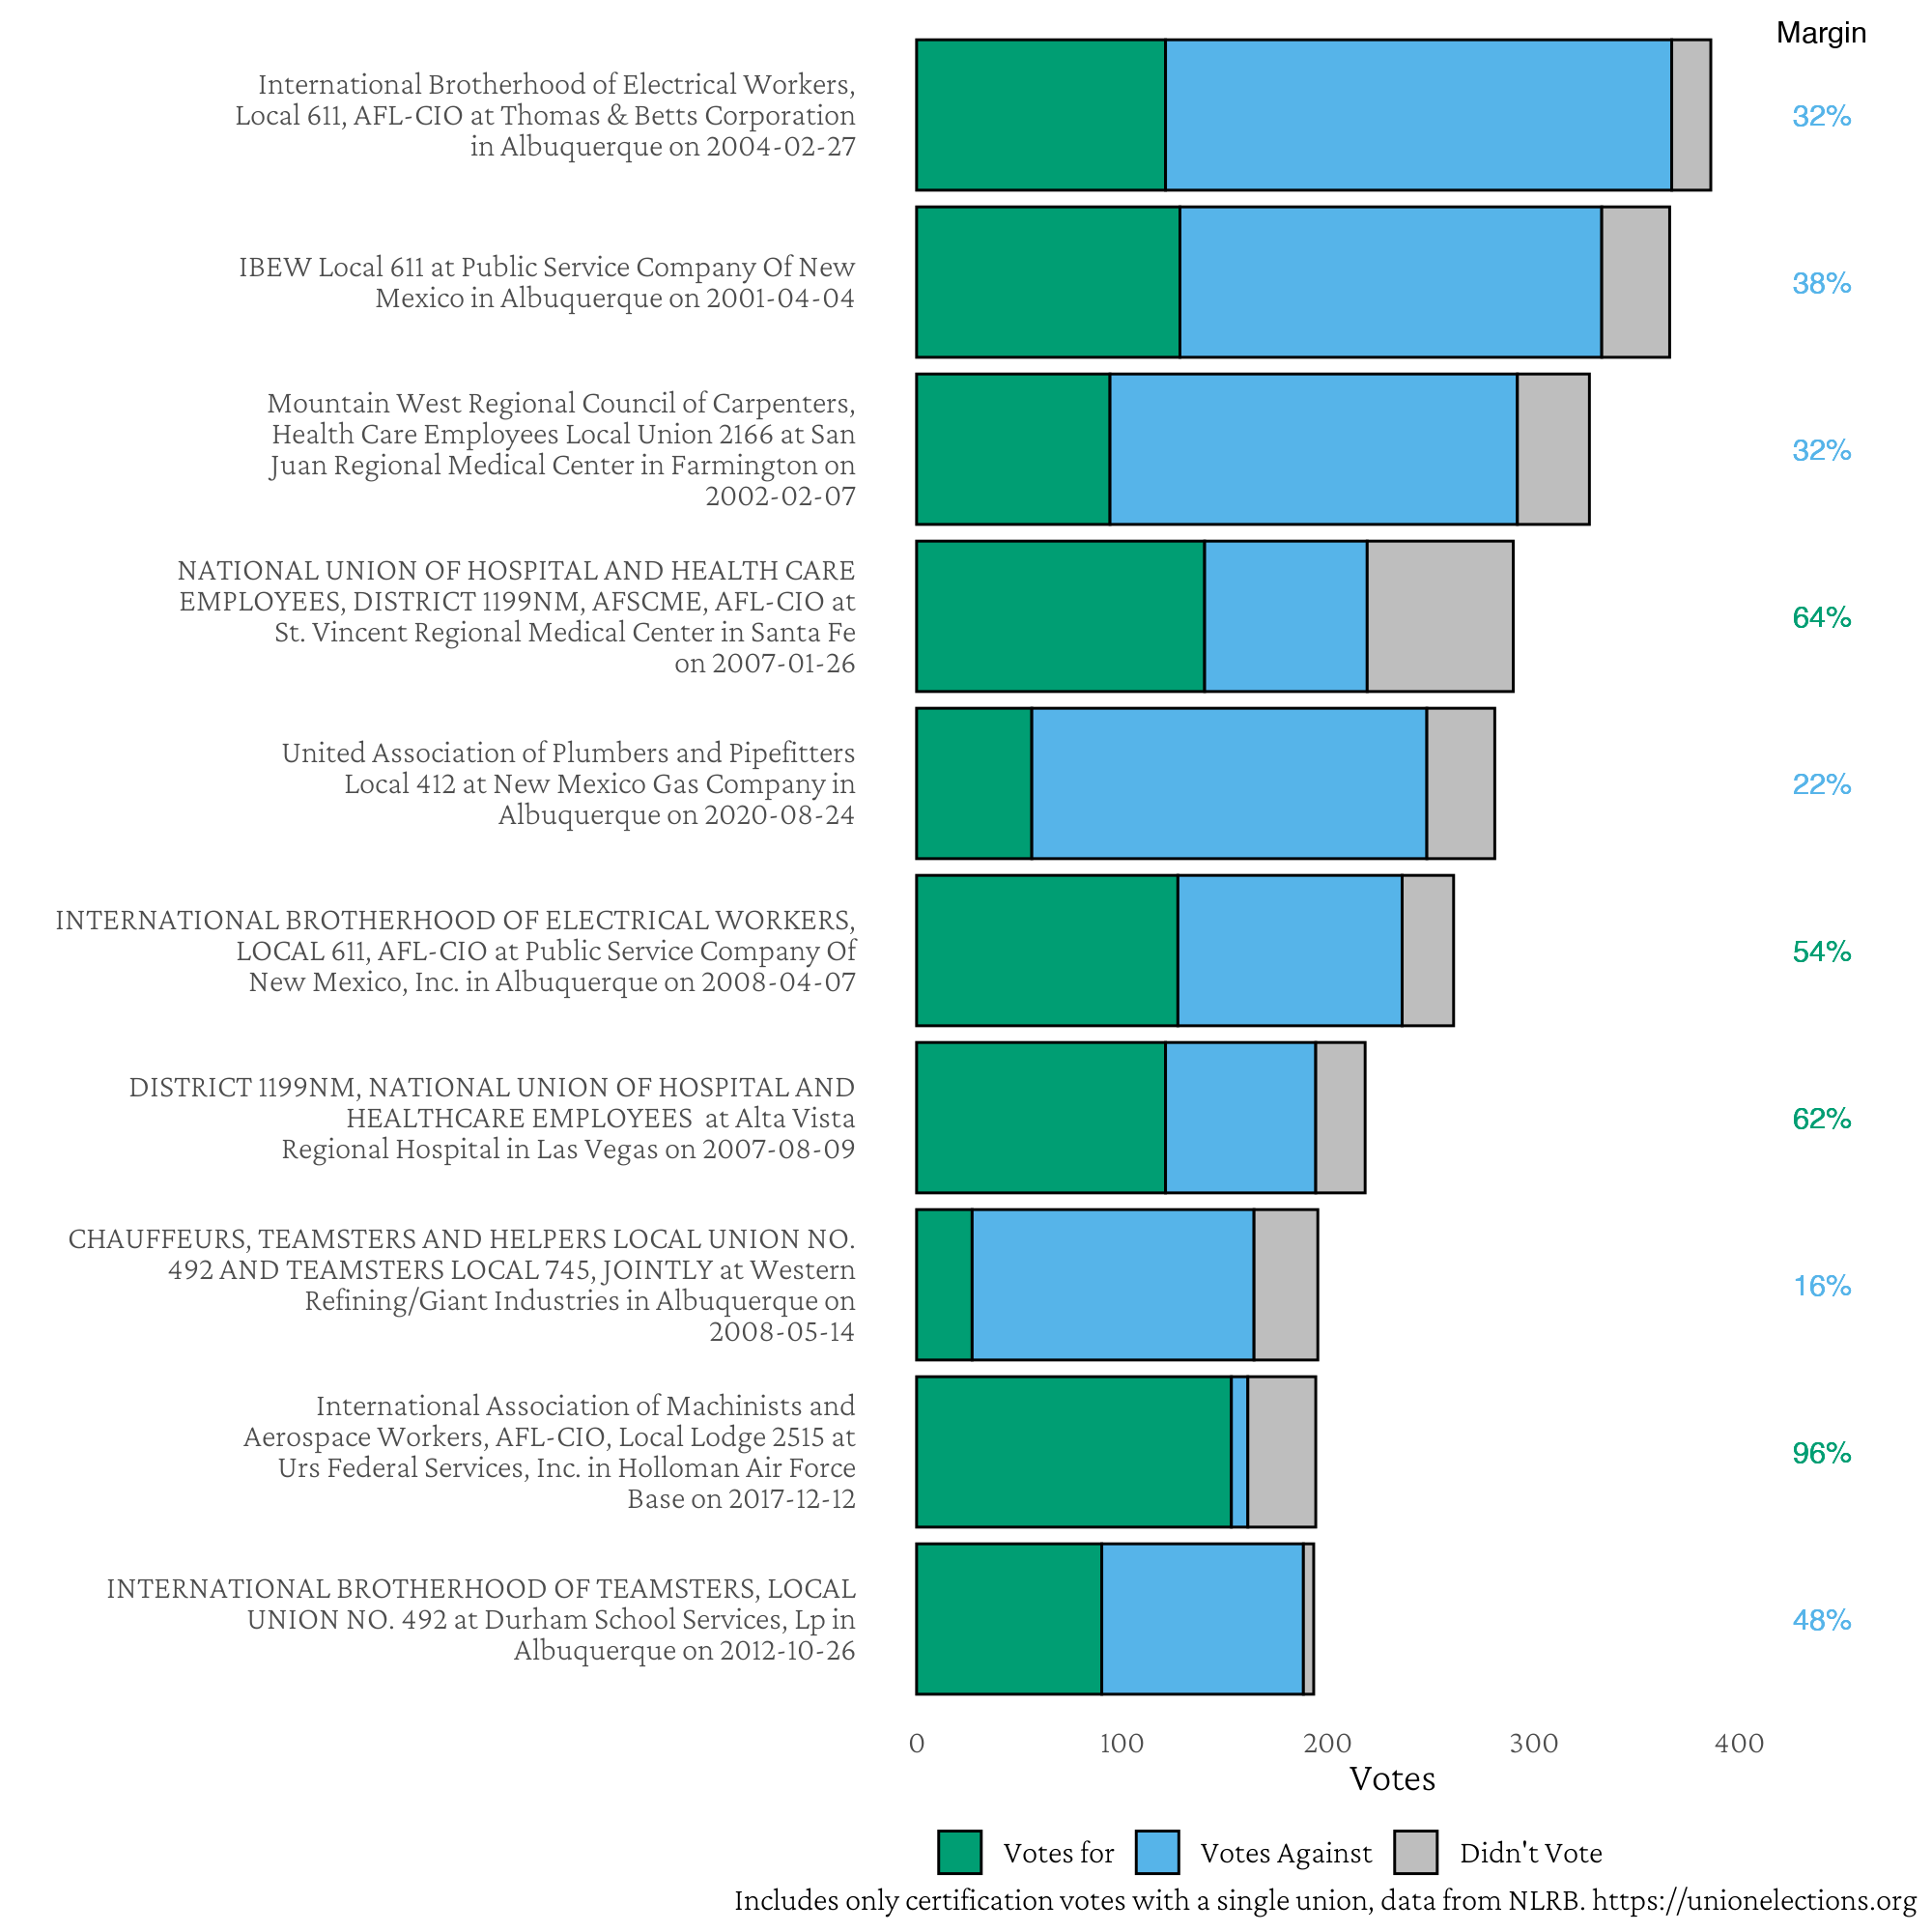 Margin
International Brotherhood of Electrical Workers,
Local 611, AFL-CIO at Thomas & Betts Corporation
in Albuquerque on 2004-02-27
32%
IBEW Local 611 at Public Service Company Of New
Mexico in Albuquerque on 2001-04-04
38%
Mountain West Regional Council of Carpenters,
Health Care Employees Local Union 2166 at San
Juan Regional Medical Center in Farmington on
2002-02-07
32%
NATIONAL UNION OF HOSPITAL AND HEALTH CARE
EMPLOYEES, DISTRICT 1199NM, AFSCME, AFL-CIO at
St. Vincent Regional Medical Center in Santa Fe
on 2007-01-26
64%
United Association of Plumbers and Pipefitters
Local 412 at New Mexico Gas Company in
Albuquerque on 2020-08-24
22%
INTERNATIONAL BROTHERHOOD OF ELECTRICAL WORKERS,
LOCAL 611, AFL-CIO at Public Service Company Of
New Mexico, Inc. in Albuquerque on 2008-04-07
54%
DISTRICT 1199NM, NATIONAL UNION OF HOSPITAL AND
HEALTHCARE EMPLOYEES  at Alta Vista
Regional Hospital in Las Vegas on 2007-08-09
62%
CHAUFFEURS, TEAMSTERS AND HELPERS LOCAL UNION NO.
492 AND TEAMSTERS LOCAL 745, JOINTLY at Western
Refining/Giant Industries in Albuquerque on
2008-05-14
16%
International Association of Machinists and
Aerospace Workers, AFL-CIO, Local Lodge 2515 at
Urs Federal Services, Inc. in Holloman Air Force
Base on 2017-12-12
96%
INTERNATIONAL BROTHERHOOD OF TEAMSTERS, LOCAL
UNION NO. 492 at Durham School Services, Lp in
Albuquerque on 2012-10-26
48%
0 100 200 300 400
Votes
Votes for Votes Against Didn't Vote
Includes only certification votes with a single union, data from NLRB. https://unionelections.org